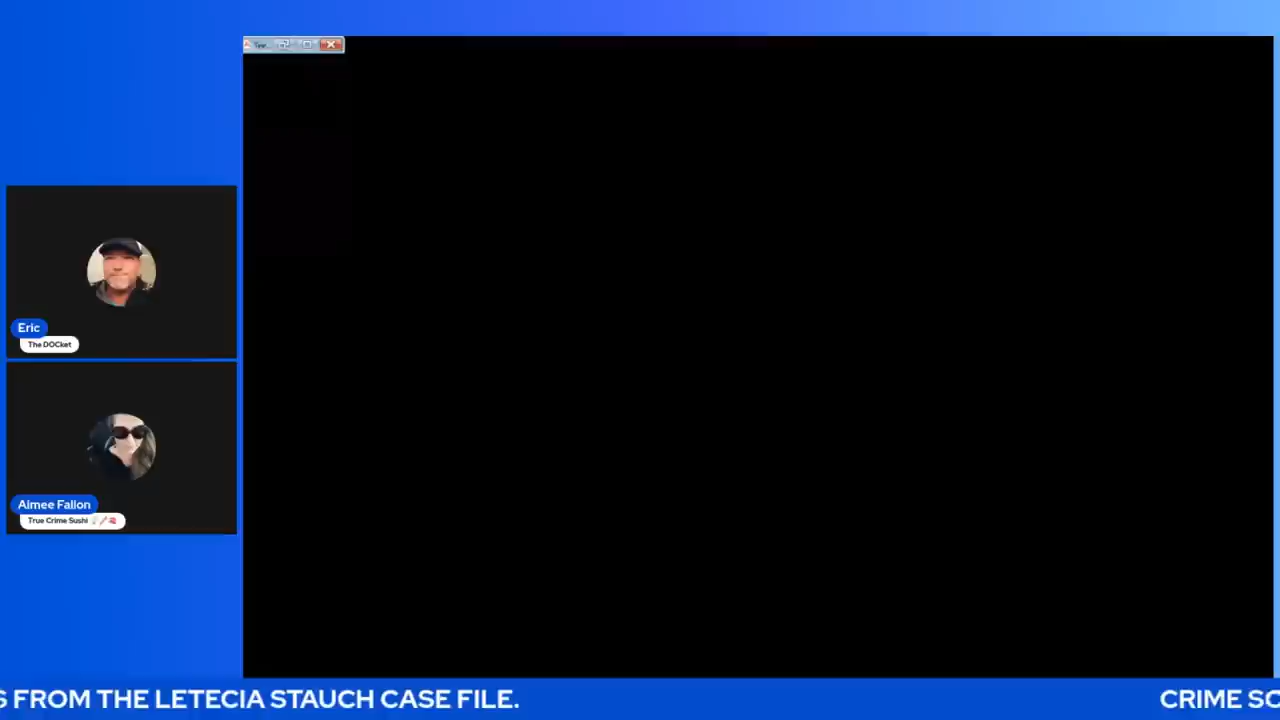 Eric
The DOCket
Aimee Fallon
True Crime Sushi
S FROM THE LETECIA STAUCH CASE FILE.
CRIME SC